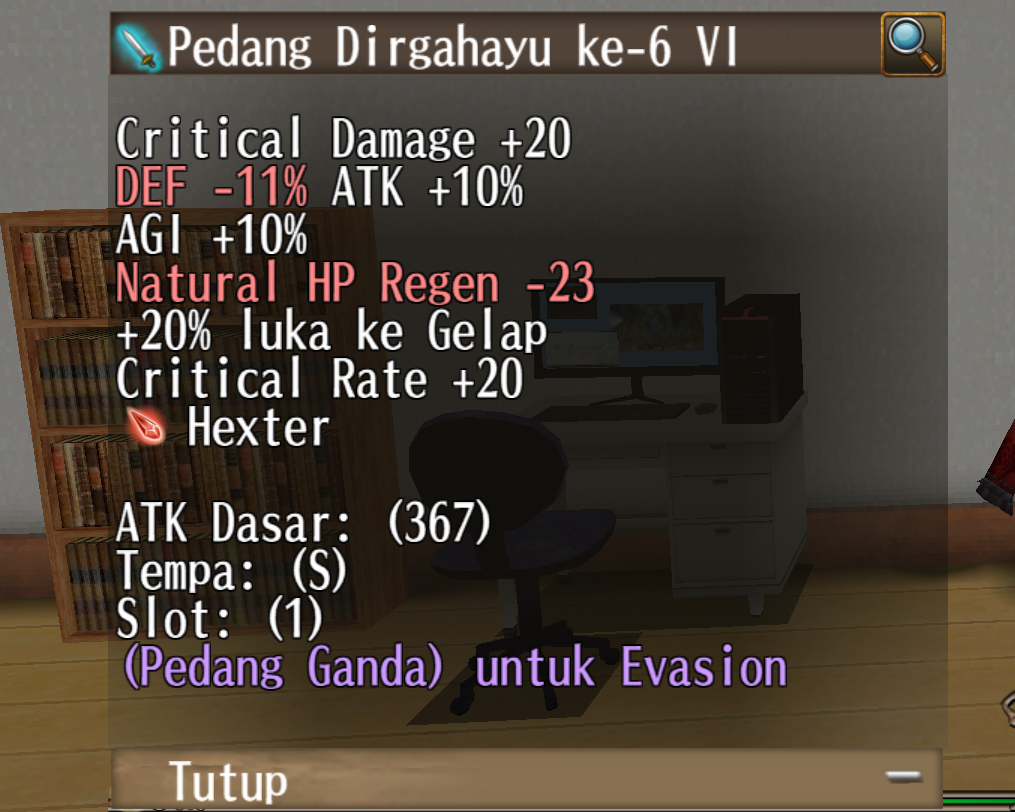 Pedang Dirgahayu ke-6 VI
Critical Damage +20
DEF -11% ATK +10%
AGI +10%
Natural HP Regen -23
+20% luka ke Gelap
Critical Rate +20
Hexter
ATK Dasar: (367)
Tempa: (S)
Slot: (1)
(Pedang Ganda) untuk Evasion
Tutup